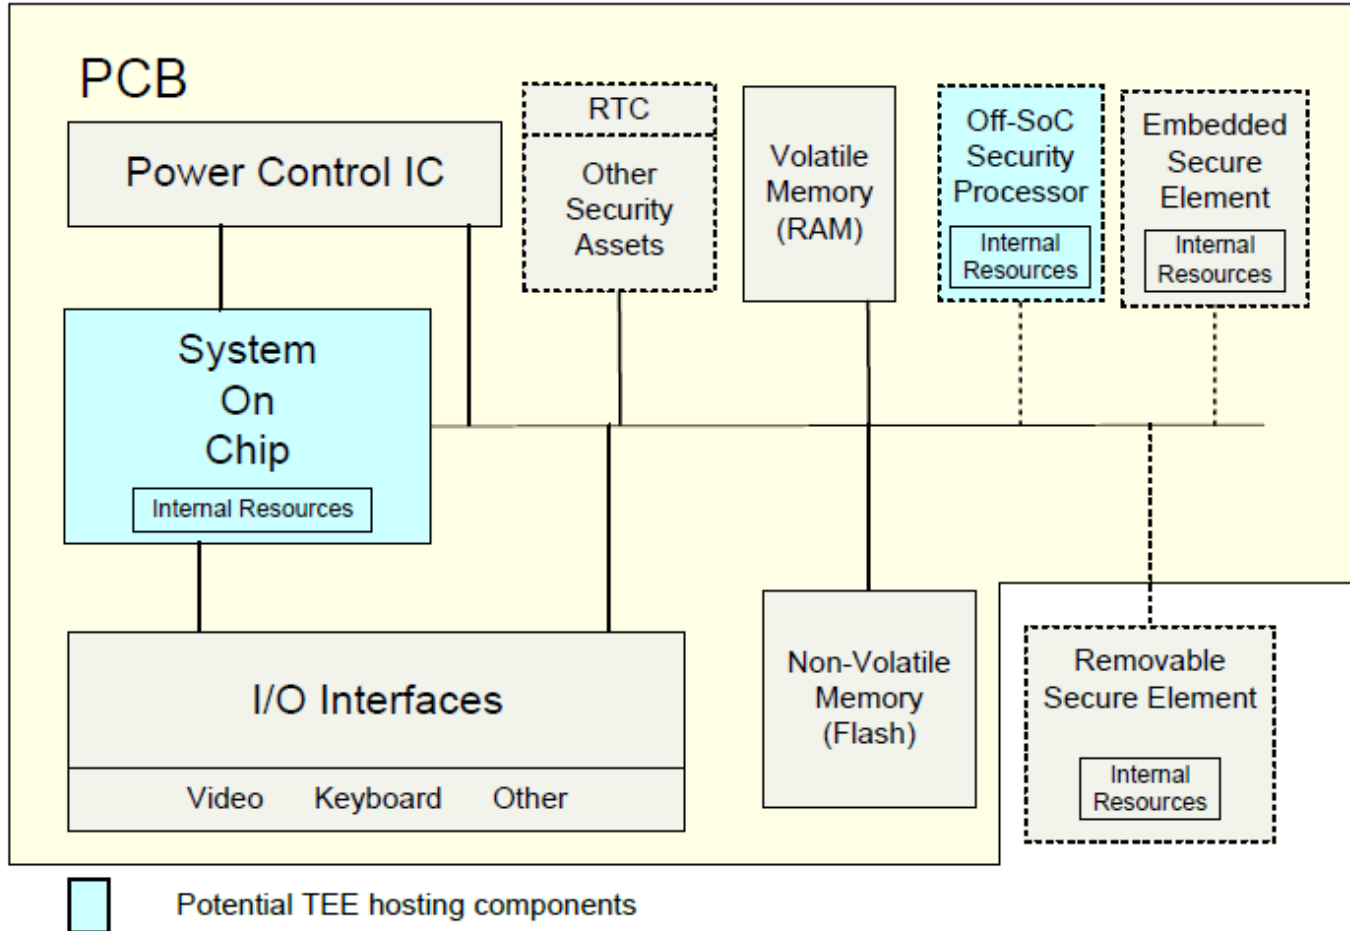 PCB
Power Control IC
RTC
Other
Security
Assets
Volatile
Memory
(RAM)
Off-SoC
Security
Processor
Internal
Resources
Embedded
Secure
Element
Internal
Resources
System
On
Chip
Internal Resources
I/O Interfaces
Video Keyboard Other
Non-Volatile
Memory
(Flash)
Removable
Secure Element
Internal
Resources
Potential TEE hosting components